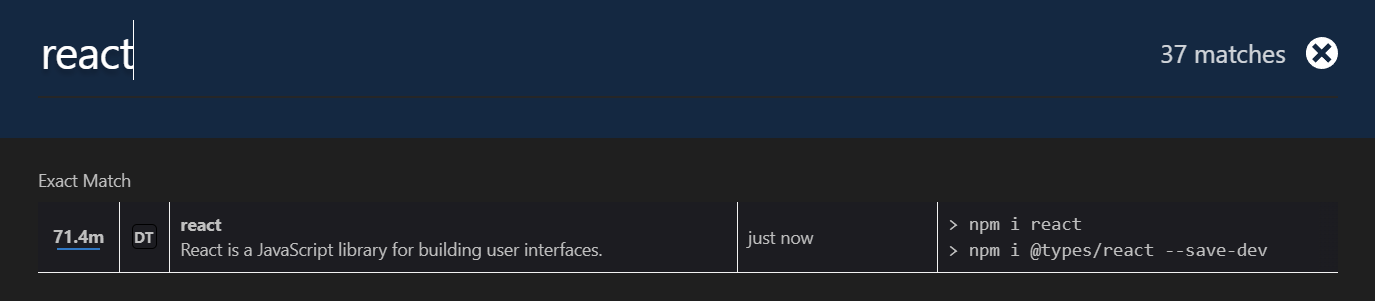 react
37 matches
Exact Match
71.4m
DT
react
React is a JavaScript library for building user interfaces.
just now
> npm i react
> npm i @types/react --save-dev